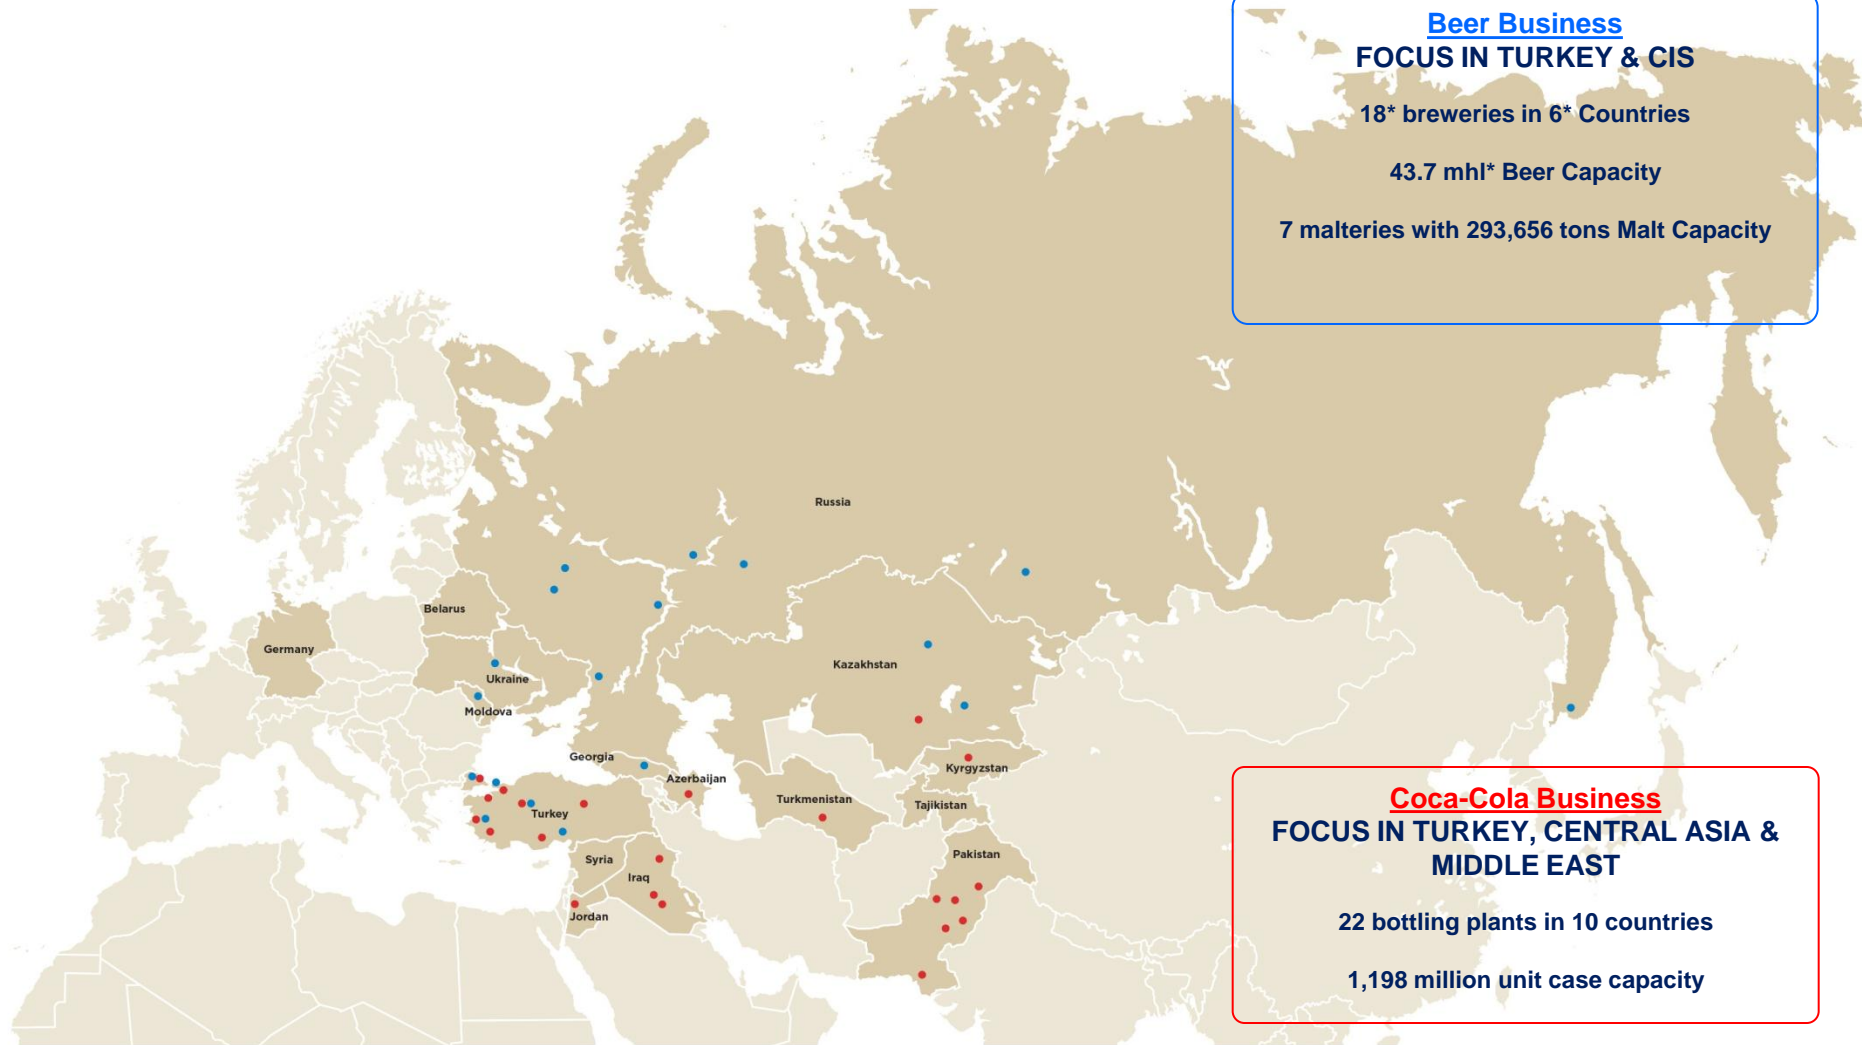 Beer Business
FOCUS IN TURKEY & CIS
18* breweries in 6* Countries
43.7 mhl* Beer Capacity
7 malteries with 293,656 tons Malt Capacity
Russia
Belarus
Germany
Ukraine
Kazakhstan
Moldova
Georgia
Azerbaijan
Kyrgyzstan
Turkmenistan
Tajikistan
Turkey
Syria
Pakistan
Iraq
Jordan
Coca-Cola Business
FOCUS IN TURKEY, CENTRAL ASIA &
MIDDLE EAST
22 bottling plants in 10 countries
1,198 million unit case capacity